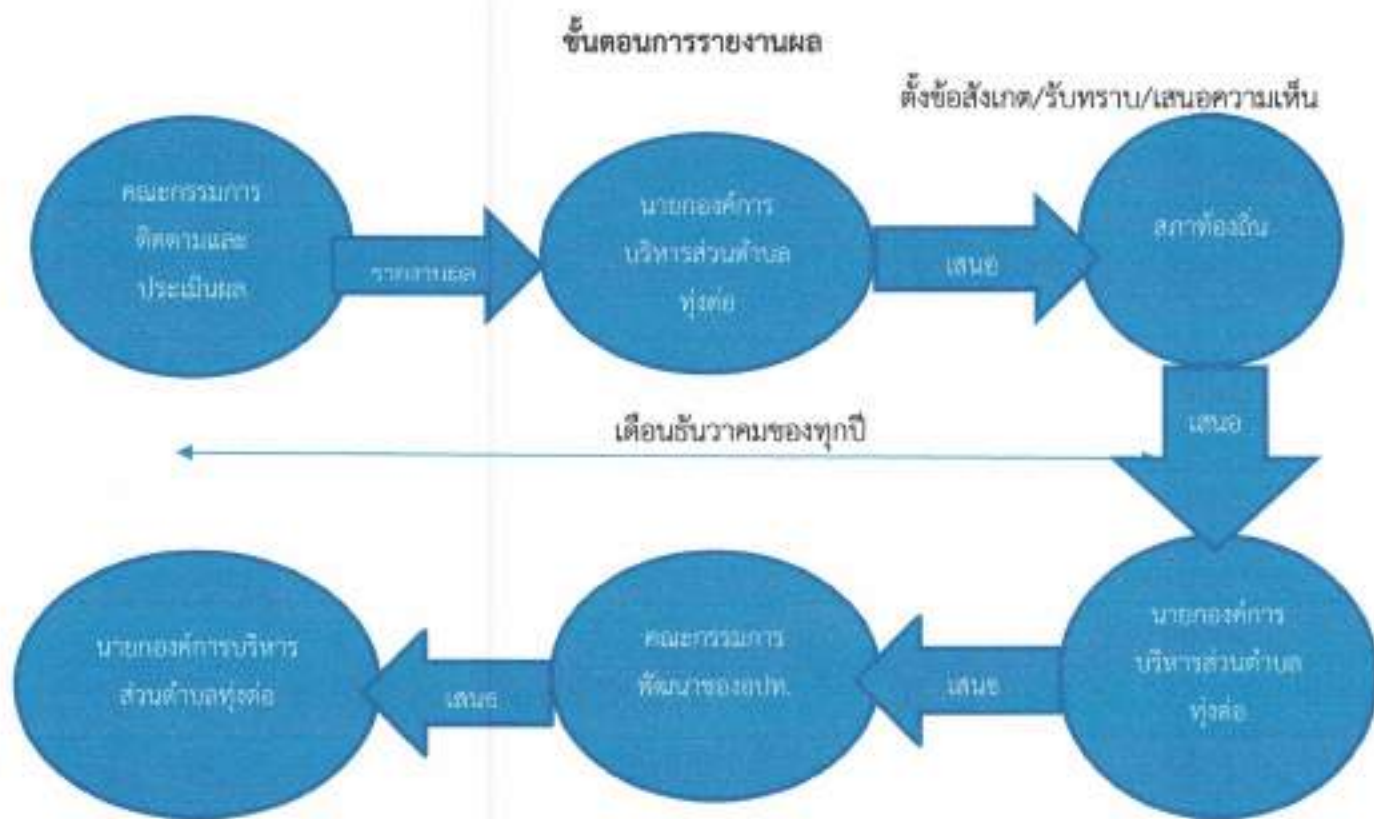 ขั้นตอนการรายงานผล
ตั้งข้อสังเกต/รับทราบ/เสนอความเห็น
คณะกรรมการ
ติดตามและ
ประเมินผล
รายงานผล
นายกองค์การ
บริหารส่วนตำบล
ทุ่งต่อ
เสนอ
สภาท้องถิ่น
เสนอ
เดือนธันวาคมของทุกปี
นายกองค์การ
บริหารส่วนตำบล
ทุ่งต่อ
เสนอ
คณะกรรมการ
พัฒนาของอปท.
เสนอ
นายกองค์การบริหาร
ส่วนตำบลทุ่งต่อ